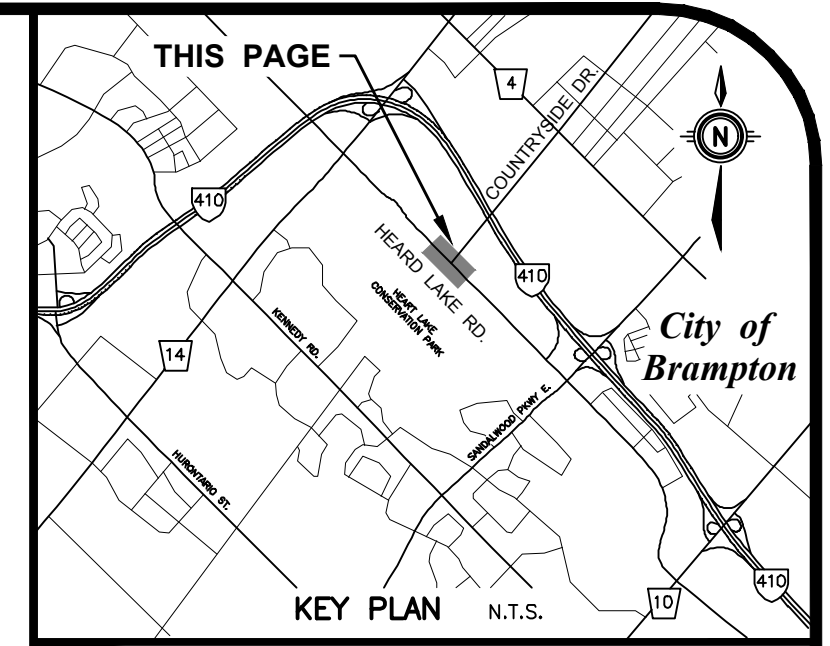 THIS PAGE
4
COUNTRYSIDE DR.
N
410
HEARD LAKE RD.
HEART LAKE
CONSERVATION PARK
410
KENNEDY RD.
City of
Brampton
14
SANDALWOOD PKWY E.
HURONTARIO ST.
410
10
KEY PLAN N.T.S.